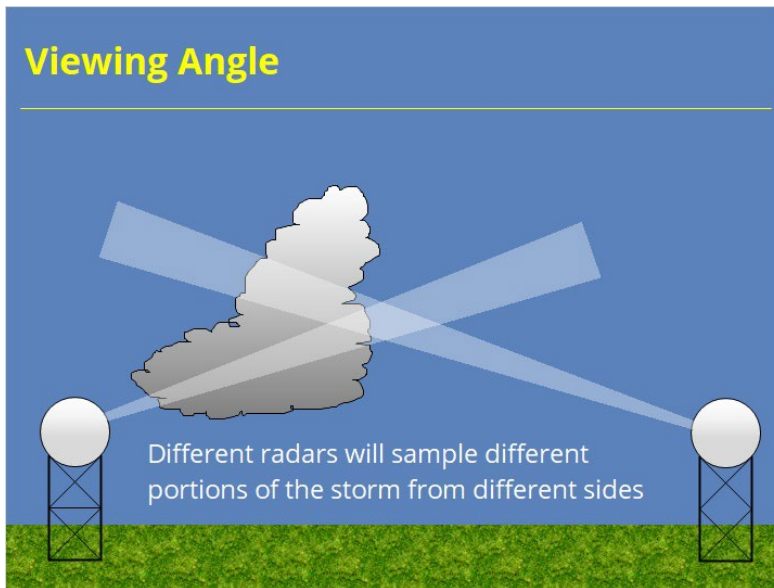 Viewing Angle
Different radars will sample different
portions of the storm from different sides